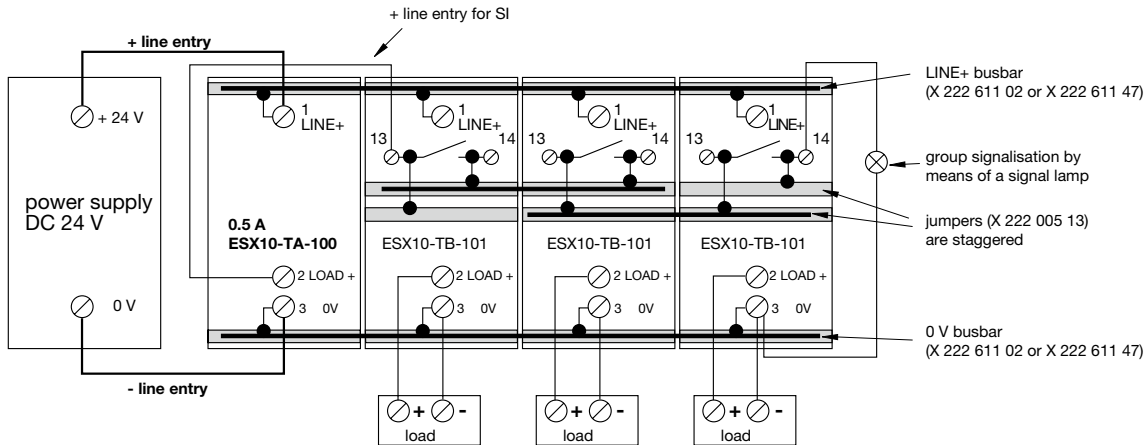 + line entry for SI
+ line entry
LINE+ busbar
(X 222 611 02 or X 222 611 47)
+ 24 V
1
LINE+
1
LINE+
1
LINE+
1
LINE+
13
14
13
14
13
14
group signalisation by
means of a signal lamp
power supply
DC 24 V
jumpers (X 222 005 13)
are staggered
0.5 A
ESX10-TA-100
ESX10-TB-101
ESX10-TB-101
ESX10-TB-101
2 LOAD +
2 LOAD +
2 LOAD +
2 LOAD +
0 V
3 0V
3 0V
3 0V
3 0V
0 V busbar
(X 222 611 02 or X 222 611 47)
- line entry
+ -
load
+ -
load
+ -
load